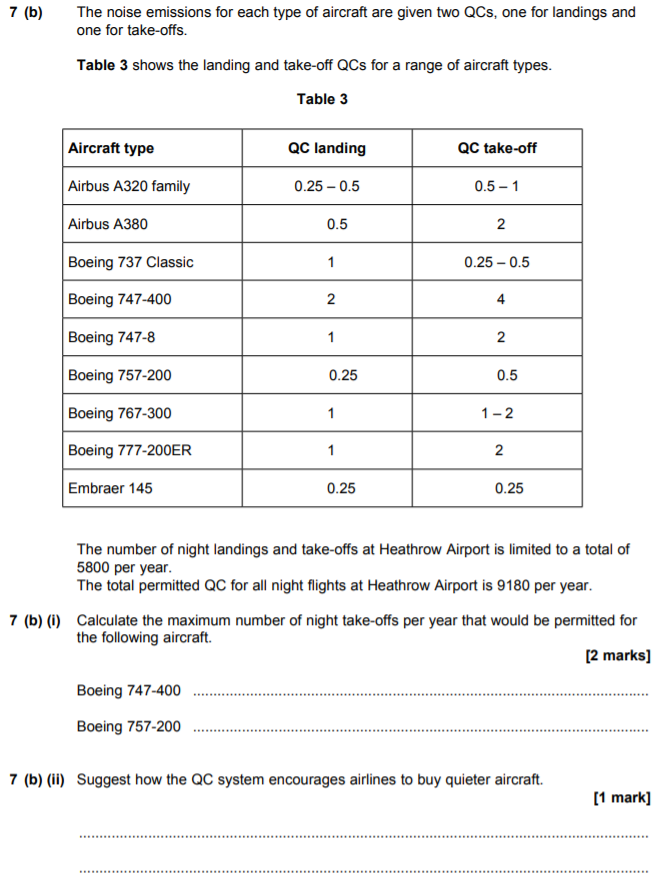 7 (b) The noise emissions for each type of aircraft are given two QCs, one for landings and
one for take-offs.
Table 3 shows the landing and take-off QCs for a range of aircraft types.
Table 3
Aircraft type QC landing QC take-off
Airbus A320 family 0.25 – 0.5 0.5 – 1
Airbus A380 0.5 2
Boeing 737 Classic 1 0.25 – 0.5
Boeing 747-400 2 4
Boeing 747-8 1 2
Boeing 757-200 0.25 0.5
Boeing 767-300 1 1 – 2
Boeing 777-200ER 1 2
Embraer 145 0.25 0.25
The number of night landings and take-offs at Heathrow Airport is limited to a total of
5800 per year.
The total permitted QC for all night flights at Heathrow Airport is 9180 per year.
7 (b) (i) Calculate the maximum number of night take-offs per year that would be permitted for
the following aircraft.
[2 marks]
Boeing 747-400
Boeing 757-200
7 (b) (ii) Suggest how the QC system encourages airlines to buy quieter aircraft.
[1 mark]